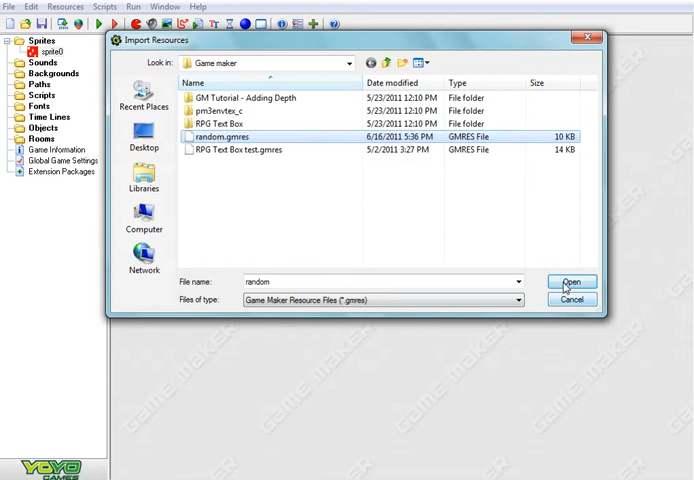 File Edit Resources Scripts Run Window Help
Import Resources
Look in: Game maker
Name Date modified Type Size
GM Tutorial - Adding Depth 5/23/2011 12:10 PM File folder
pm3envtex_c 5/23/2011 12:10 PM File folder
RPG Text Box 5/23/2011 12:10 PM File folder
random.gmres 6/16/2011 5:36 PM GMRES File 10 KB
RPG Text Box test.gmres 5/2/2011 3:27 PM GMRES File 14 KB
Recent Places
Desktop
Libraries
Computer
Network
File name: random Open
Files of type: Game Maker Resource Files (*.gmres) Cancel
Sprites
sprite0
Sounds
Backgrounds
Paths
Scripts
Fonts
Time Lines
Objects
Rooms
Game Information
Global Game Settings
Extension Packages
GAME MAKER
GAME MAKER
GAME MAKER
YOYO
GAMES